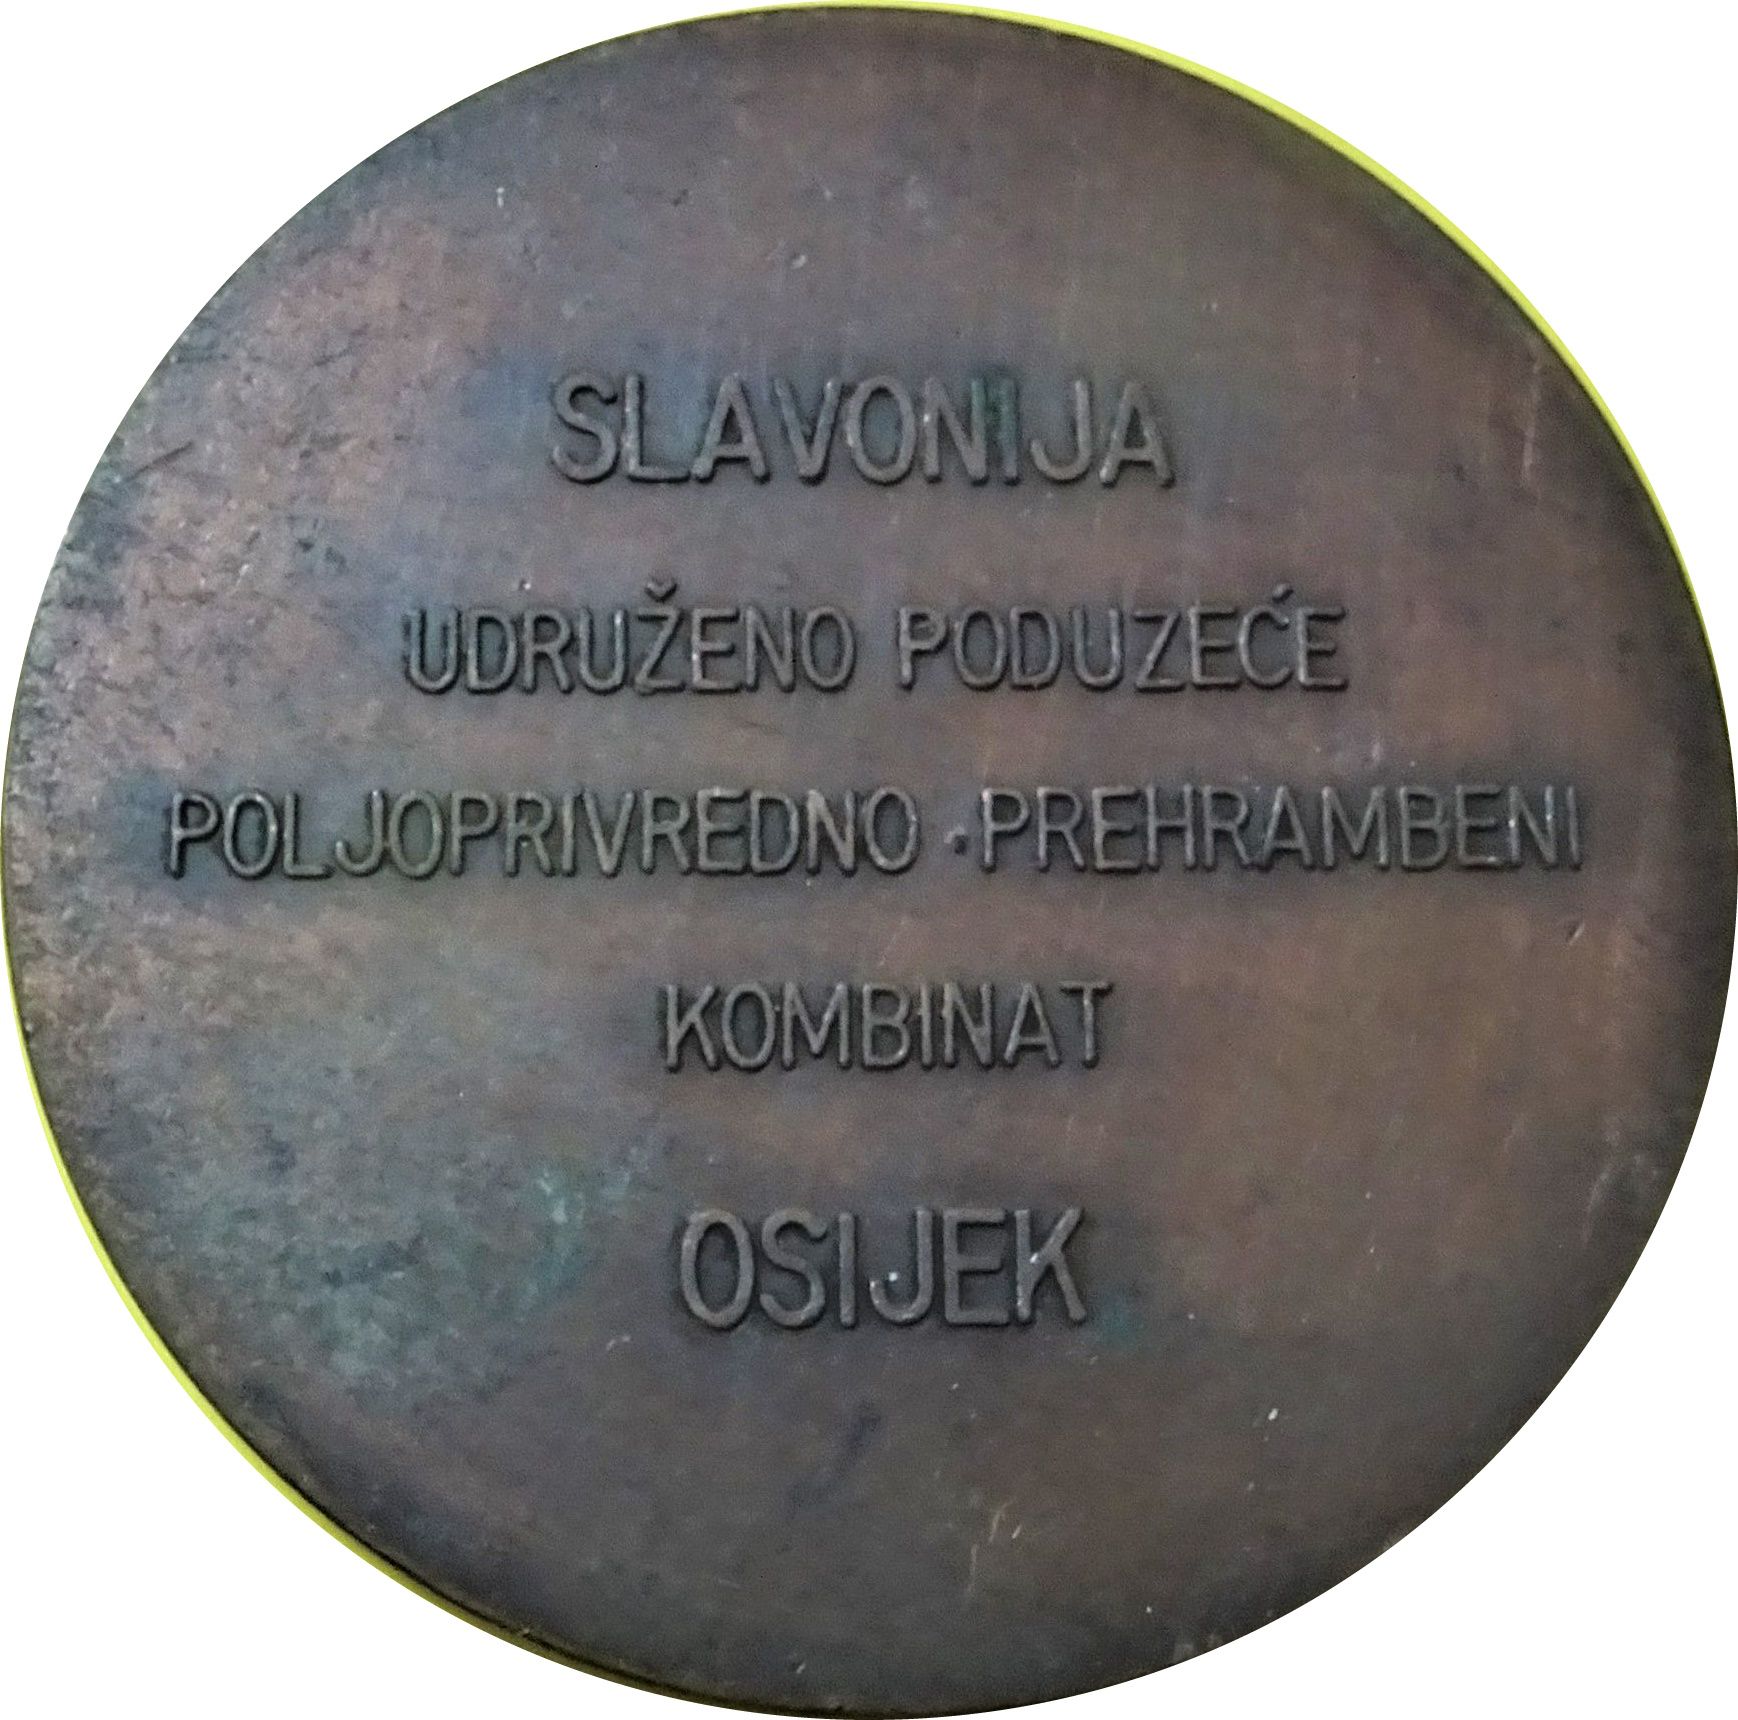 SLAVONIJA
UDRUŽENO PODUZEĆE
POLJOPRIVREDNO-PREHRAMBENI
KOMBINAT
OSIJEK